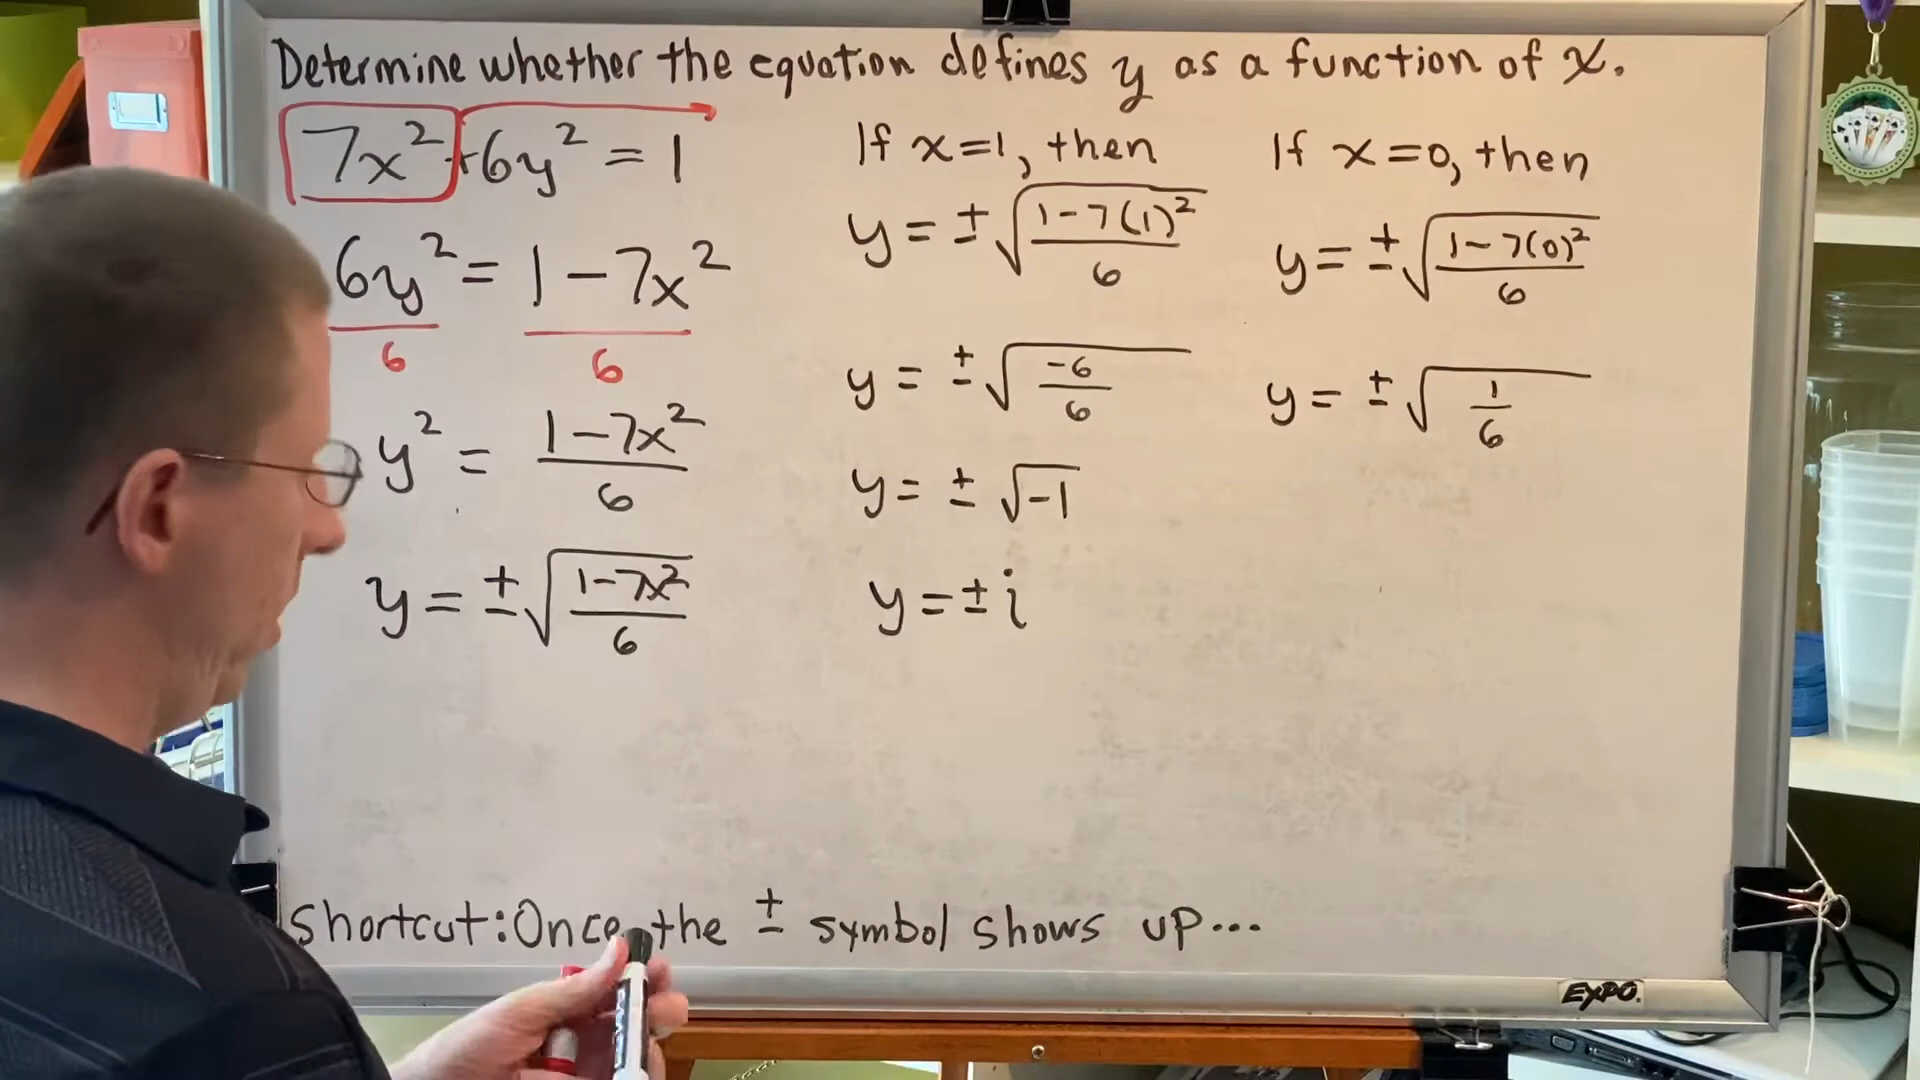 Determine whether the equation defines y as a function of x.
7x² + 6y² = 1
6y² = 1 - 7x²
6 6
y² = (1 - 7x²)/6
y = ± √((1 - 7x²)/6)
If x = 1, then
y = ± √((1 - 7(1)²)/6)
y = ± √(-6/6)
y = ± √-1
y = ± i
If x = 0, then
y = ± √((1 - 7(0)²)/6)
y = ± √(1/6)
Shortcut: Once the ± symbol shows up...
EXPO